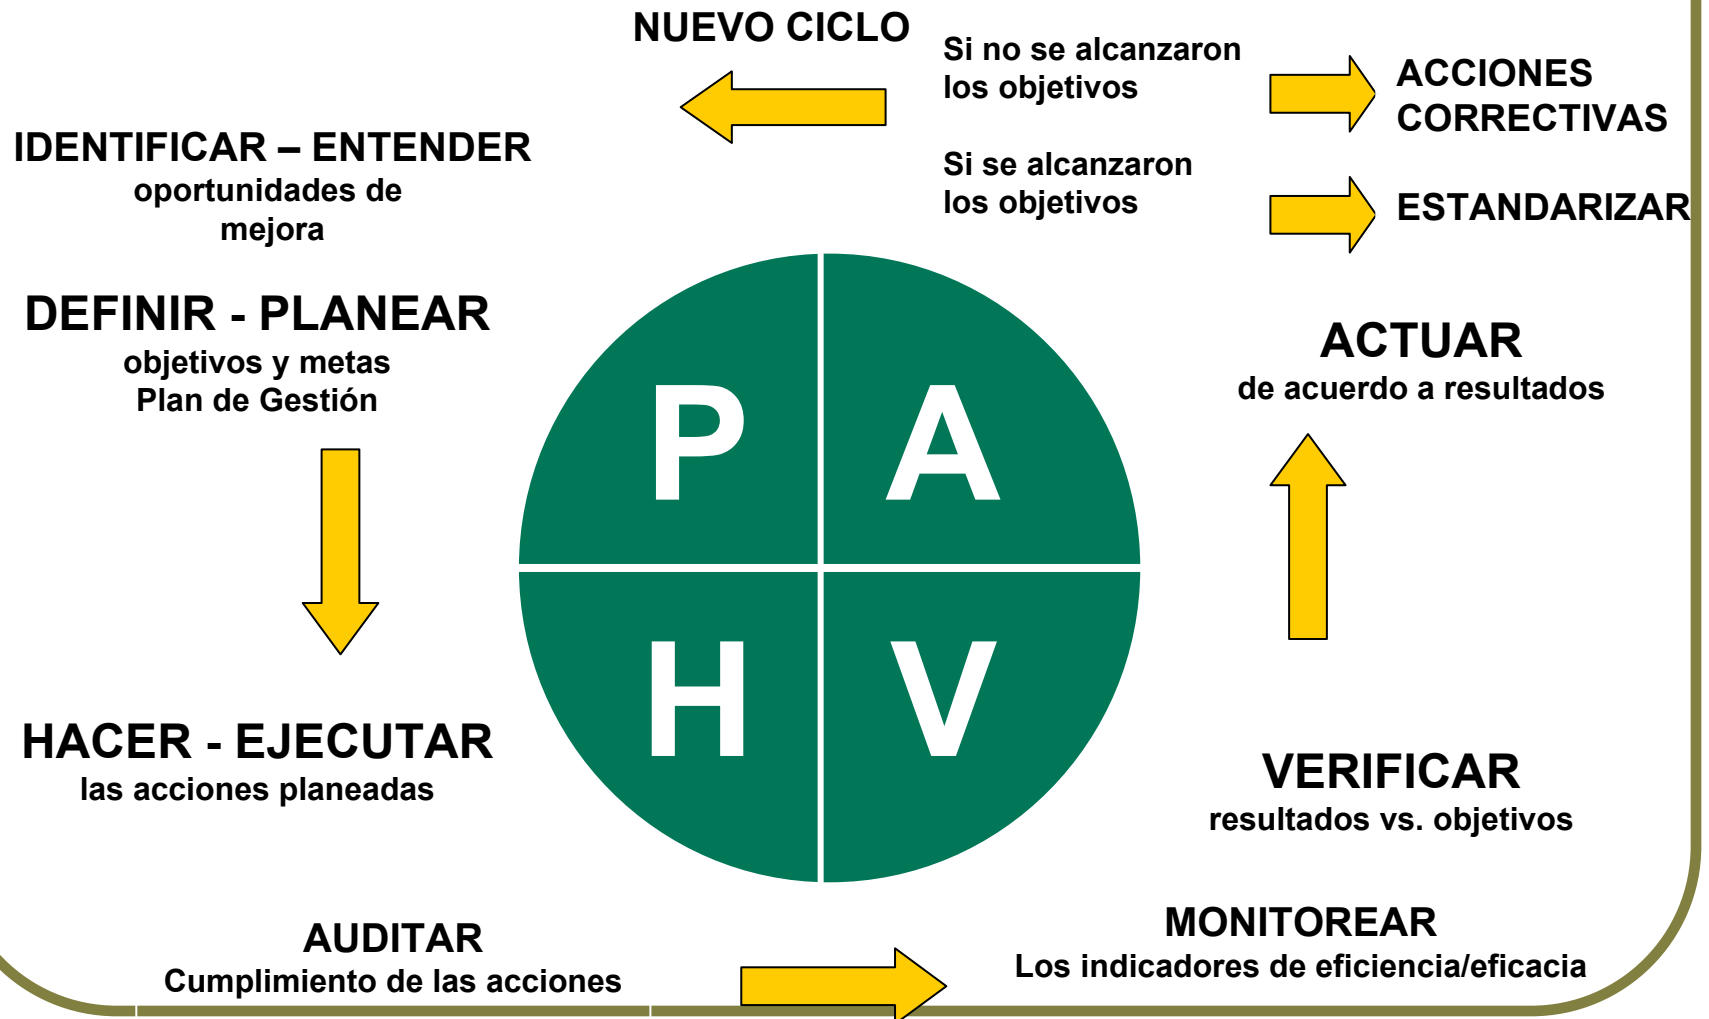 NUEVO CICLO
Si no se alcanzaron
los objetivos
ACCIONES
CORRECTIVAS
Si se alcanzaron
los objetivos
ESTANDARIZAR
IDENTIFICAR – ENTENDER
oportunidades de
mejora
DEFINIR - PLANEAR
objetivos y metas
Plan de Gestión
P
A
ACTUAR
de acuerdo a resultados
H
V
HACER - EJECUTAR
las acciones planeadas
VERIFICAR
resultados vs. objetivos
AUDITAR
Cumplimiento de las acciones
MONITOREAR
Los indicadores de eficiencia/eficacia